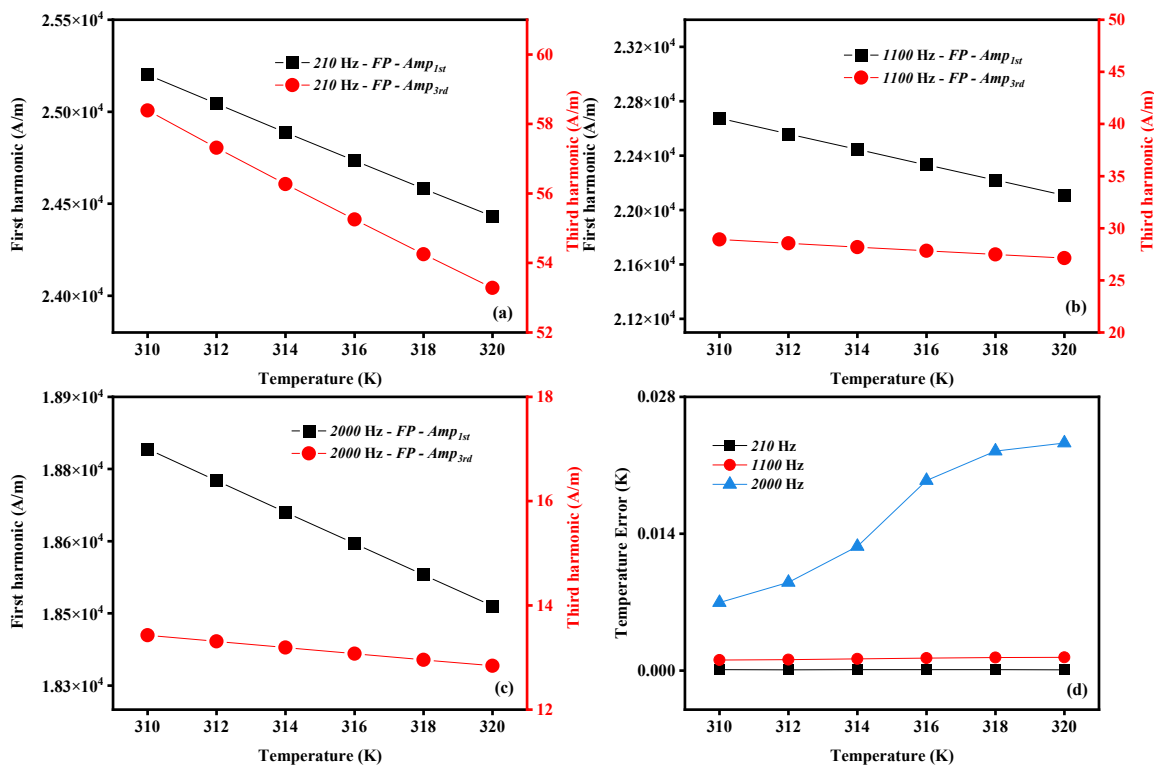 2.55×10⁴
2.50×10⁴
2.45×10⁴
2.40×10⁴
First harmonic (A/m)
210 Hz - FP - Amp1st
210 Hz - FP - Amp3rd
60
58
56
54
52
Third harmonic (A/m)
310 312 314 316 318 320
Temperature (K)
(a)
2.32×10⁴
2.28×10⁴
2.24×10⁴
2.20×10⁴
2.16×10⁴
2.12×10⁴
First harmonic (A/m)
1100 Hz - FP - Amp1st
1100 Hz - FP - Amp3rd
50
45
40
35
30
25
20
Third harmonic (A/m)
310 312 314 316 318 320
Temperature (K)
(b)
1.89×10⁴
1.88×10⁴
1.86×10⁴
1.85×10⁴
1.83×10⁴
First harmonic (A/m)
2000 Hz - FP - Amp1st
2000 Hz - FP - Amp3rd
18
16
14
12
Third harmonic (A/m)
310 312 314 316 318 320
Temperature (K)
(c)
0.028
0.014
0.000
Temperature Error (K)
210 Hz
1100 Hz
2000 Hz
310 312 314 316 318 320
Temperature (K)
(d)